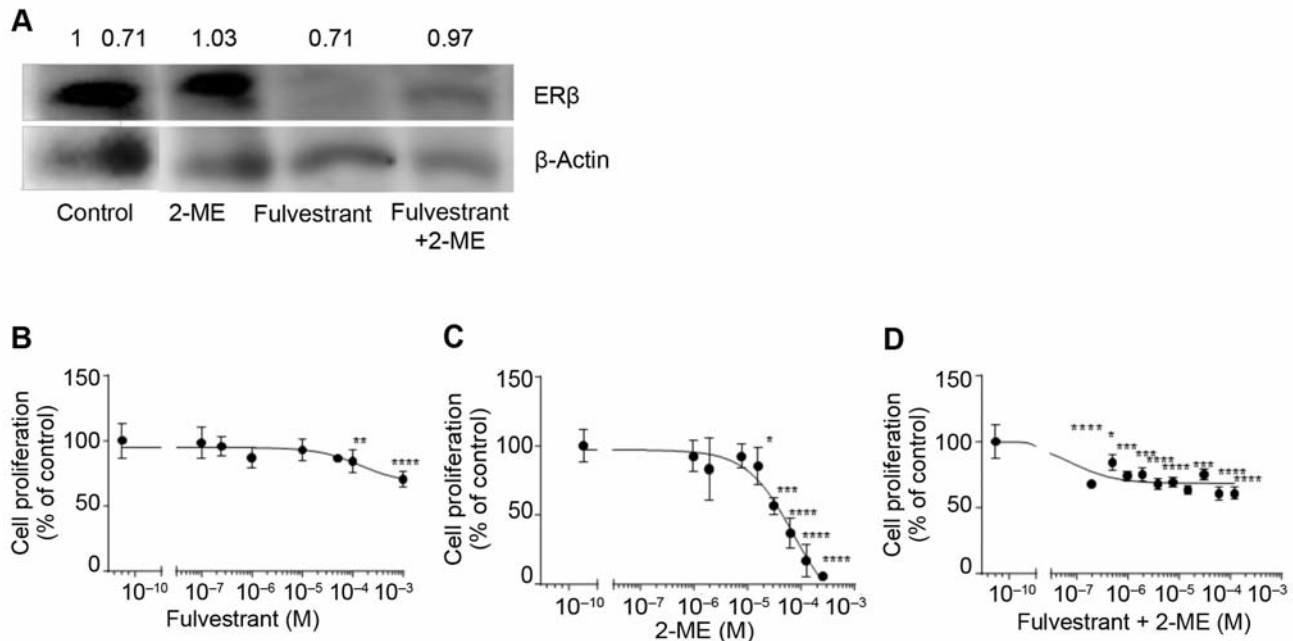 A
1 0.71 1.03 0.71 0.97
ERβ
β-Actin
Control 2-ME Fulvestrant Fulvestrant
+2-ME
B
Cell proliferation
(% of control)
150
100
50
0
**
****
10⁻¹⁰ 10⁻⁷ 10⁻⁶ 10⁻⁵ 10⁻⁴ 10⁻³
Fulvestrant (M)
C
Cell proliferation
(% of control)
150
100
50
0
*
***
****
****
****
10⁻¹⁰ 10⁻⁷ 10⁻⁶ 10⁻⁵ 10⁻⁴ 10⁻³
2-ME (M)
D
Cell proliferation
(% of control)
150
100
50
0
****
*
***
***
****
****
***
****
****
10⁻¹⁰ 10⁻⁷ 10⁻⁶ 10⁻⁵ 10⁻⁴ 10⁻³
Fulvestrant + 2-ME (M)